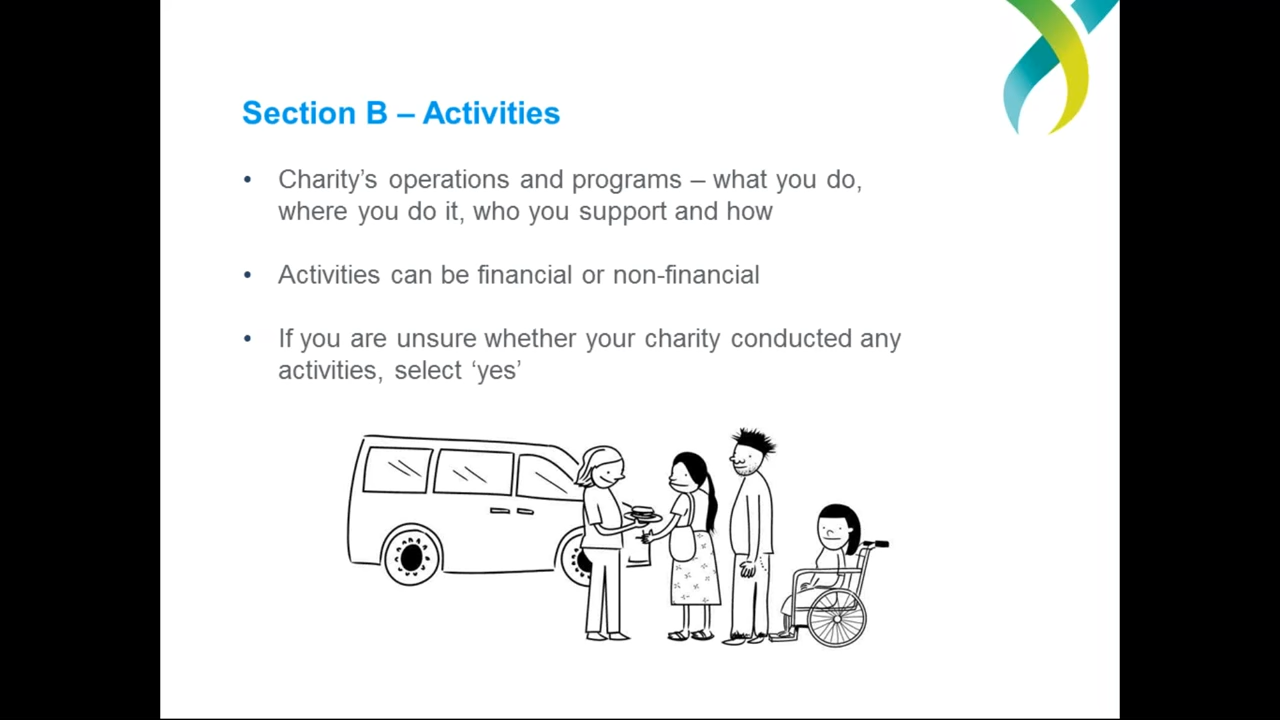 Section B – Activities
• Charity’s operations and programs – what you do,
where you do it, who you support and how
• Activities can be financial or non-financial
• If you are unsure whether your charity conducted any
activities, select ‘yes’